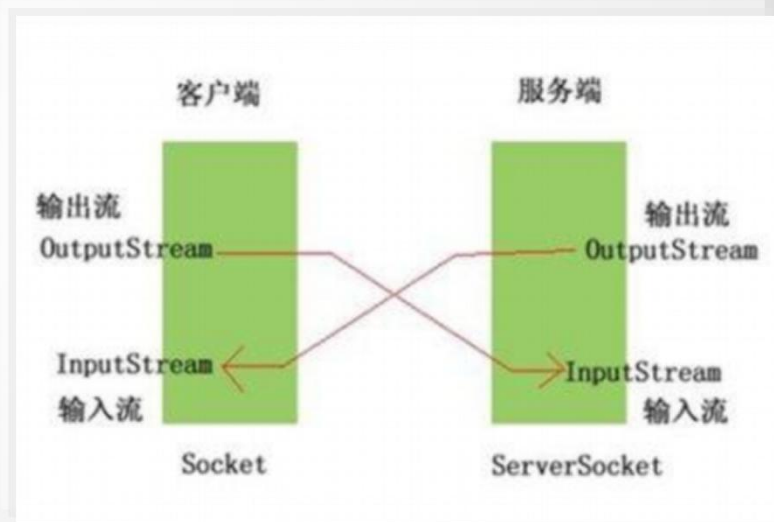 客户端
服务端
输出流
输出流
OutputStream
OutputStream
InputStream
InputStream
输入流
输入流
Socket
ServerSocket